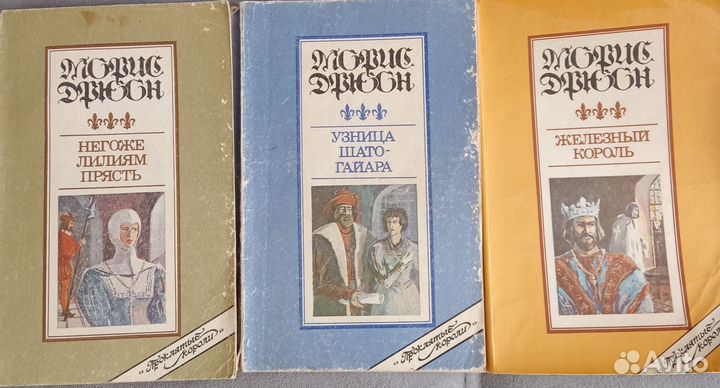 МОРИС
ДРЮОН
НЕГОЖЕ
ЛИЛИЯМ
ПРЯСТЬ
"Проклятые
короли"
МОРИС
ДРЮОН
УЗНИЦА
ШАТО-
ГАЙАРА
"Проклятые
короли"
МОРИС
ДРЮОН
ЖЕЛЕЗНЫЙ
КОРОЛЬ
"Проклятые
короли
Avito